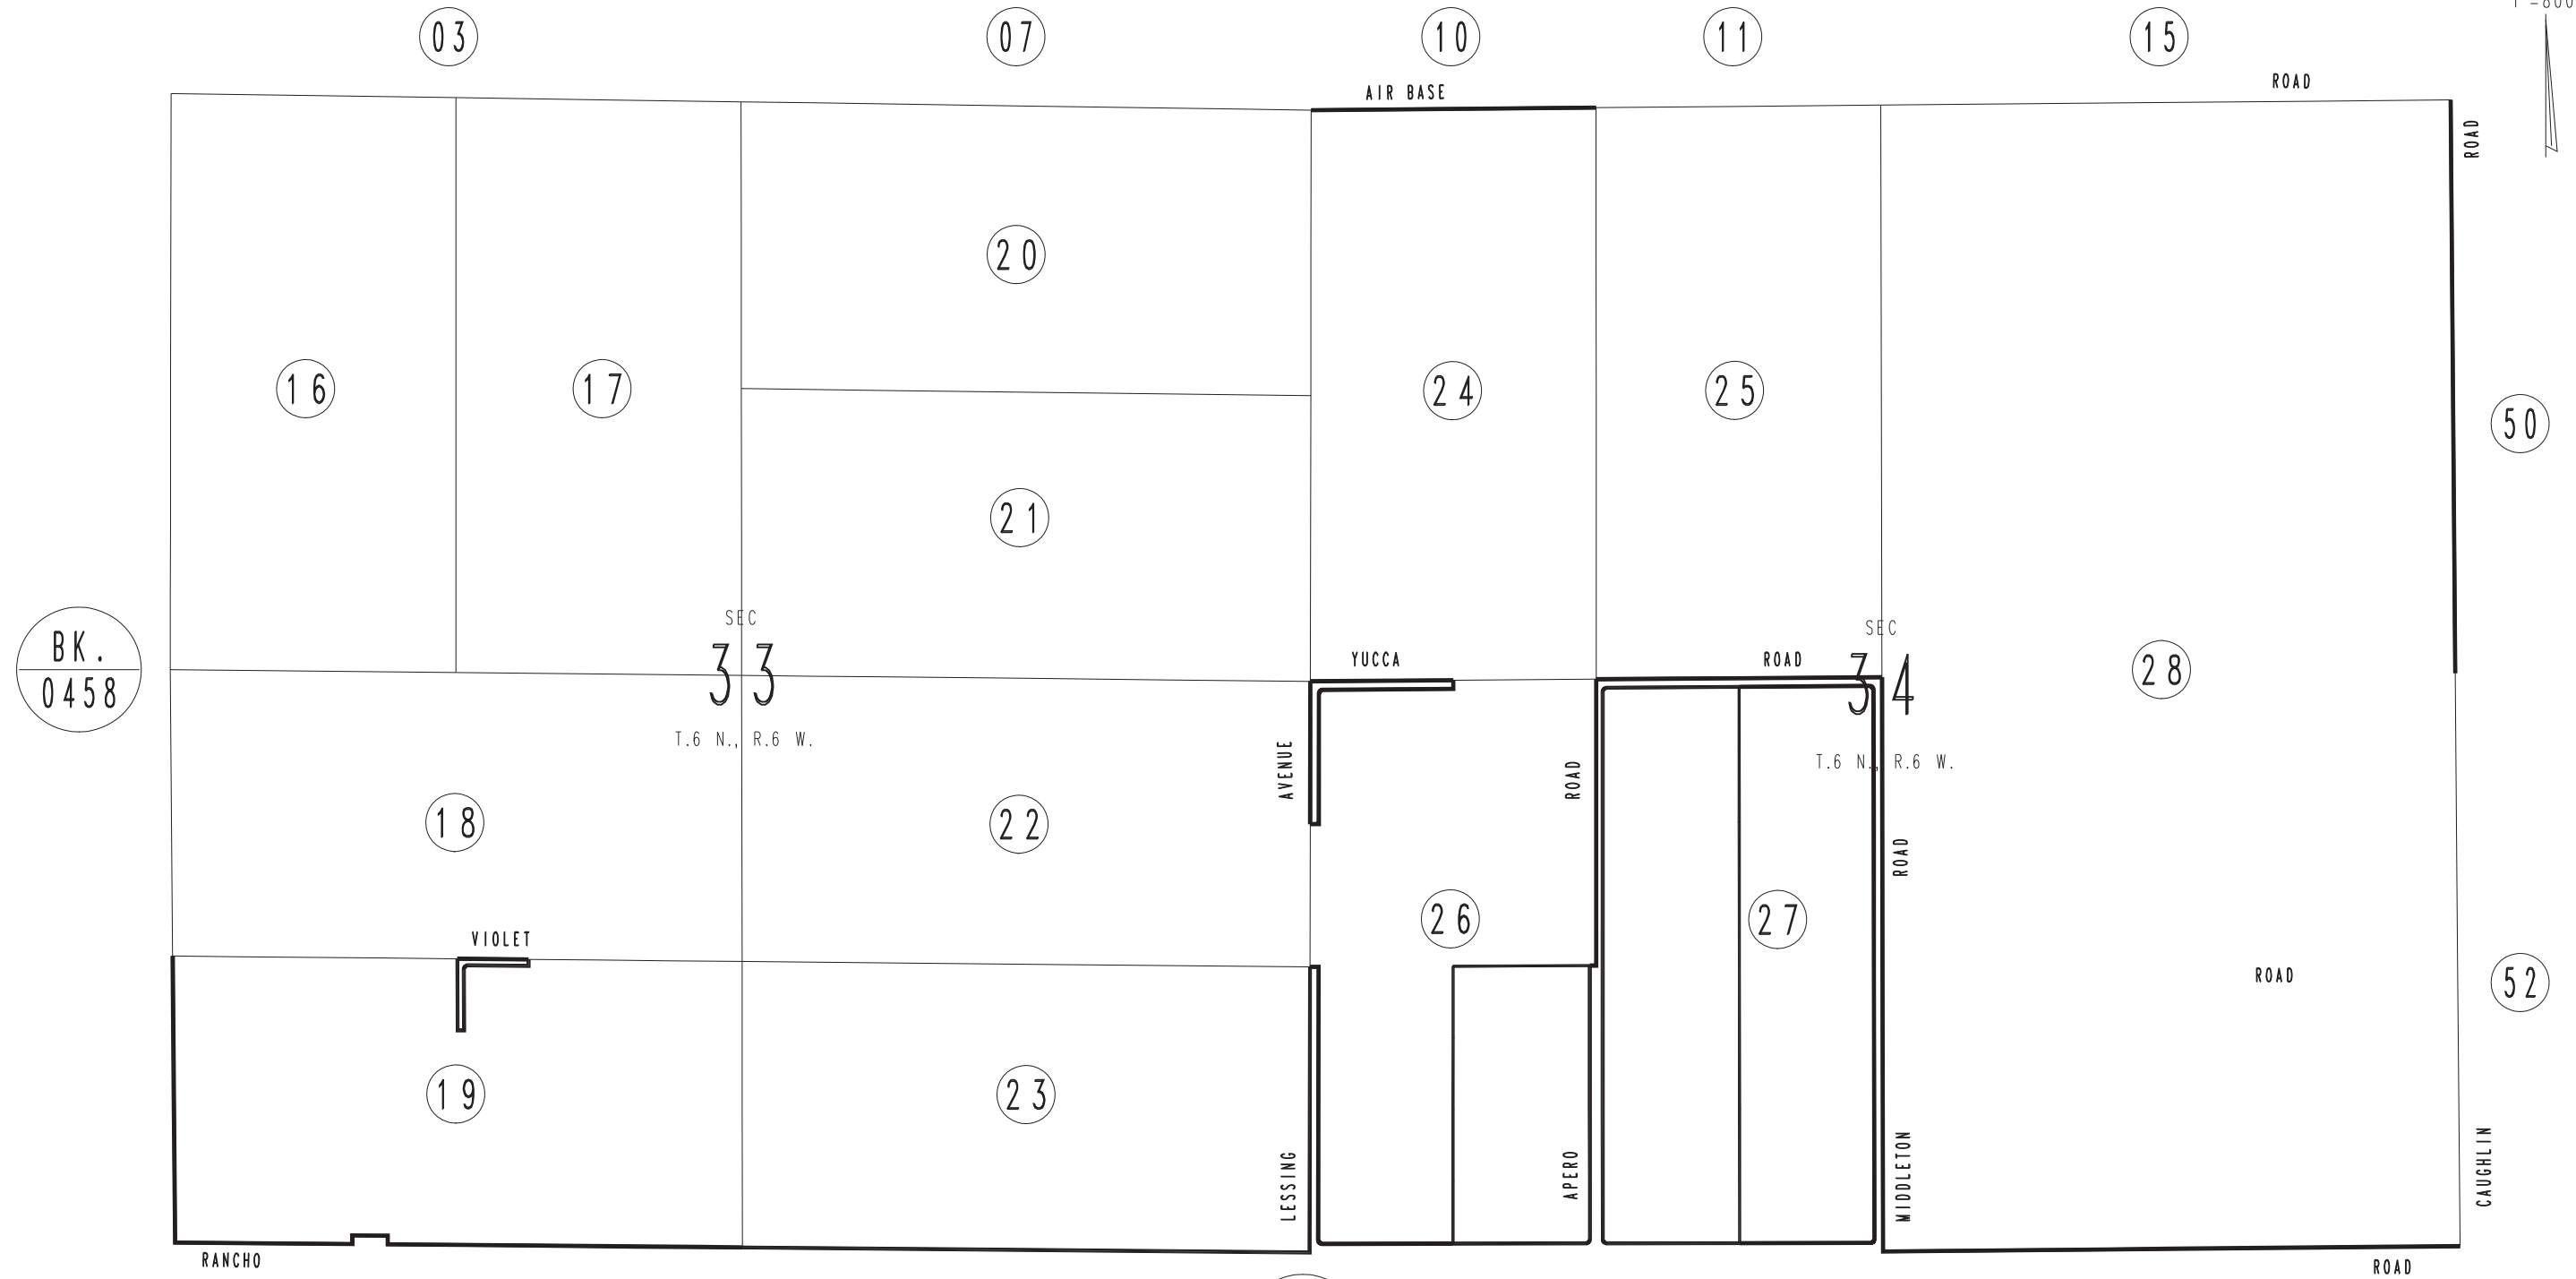 03
07
10
11
15
AIR BASE
ROAD
ROAD
20
16
17
24
25
50
21
SEC
33
T.6 N., R.6 W.
BK.
0458
YUCCA
ROAD
SEC
34
T.6 N., R.6 W.
28
AVENUE
ROAD
ROAD
18
22
26
27
VIOLET
ROAD
52
19
23
LESSING
APERO
MIDDLETON
CAUGHLIN
RANCHO
ROAD